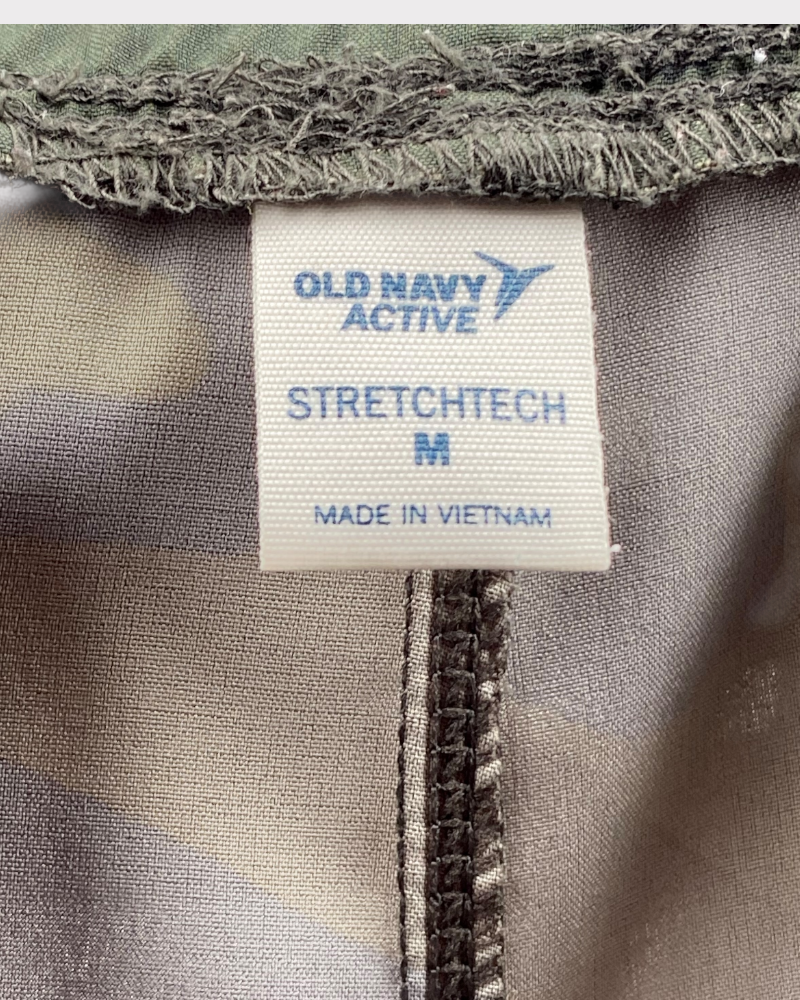 OLD NAVY
ACTIVE
STRETCHTECH
M
MADE IN VIETNAM